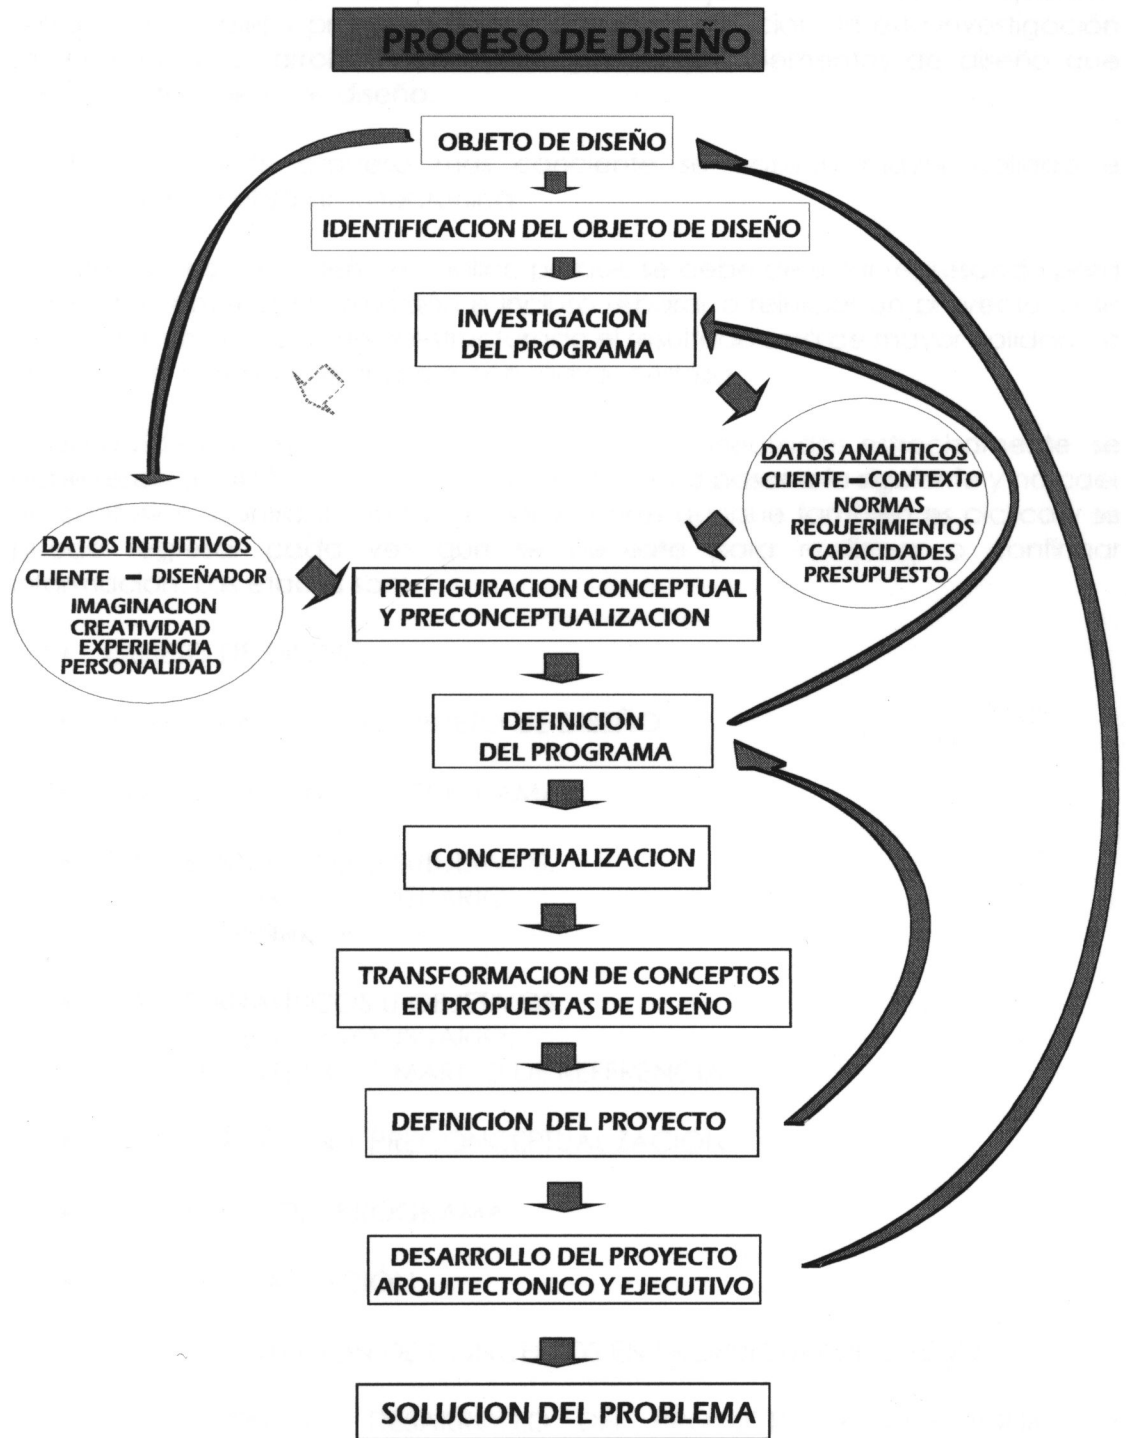 PROCESO DE DISEÑO
OBJETO DE DISEÑO
IDENTIFICACION DEL OBJETO DE DISEÑO
INVESTIGACION
DEL PROGRAMA
DATOS ANALITICOS
CLIENTE – CONTEXTO
NORMAS
REQUERIMIENTOS
CAPACIDADES
PRESUPUESTO
DATOS INTUITIVOS
CLIENTE – DISEÑADOR
IMAGINACION
CREATIVIDAD
EXPERIENCIA
PERSONALIDAD
PREFIGURACION CONCEPTUAL
Y PRECONCEPTUALIZACION
DEFINICION
DEL PROGRAMA
CONCEPTUALIZACION
TRANSFORMACION DE CONCEPTOS
EN PROPUESTAS DE DISEÑO
DEFINICION DEL PROYECTO
DESARROLLO DEL PROYECTO
ARQUITECTONICO Y EJECUTIVO
SOLUCION DEL PROBLEMA